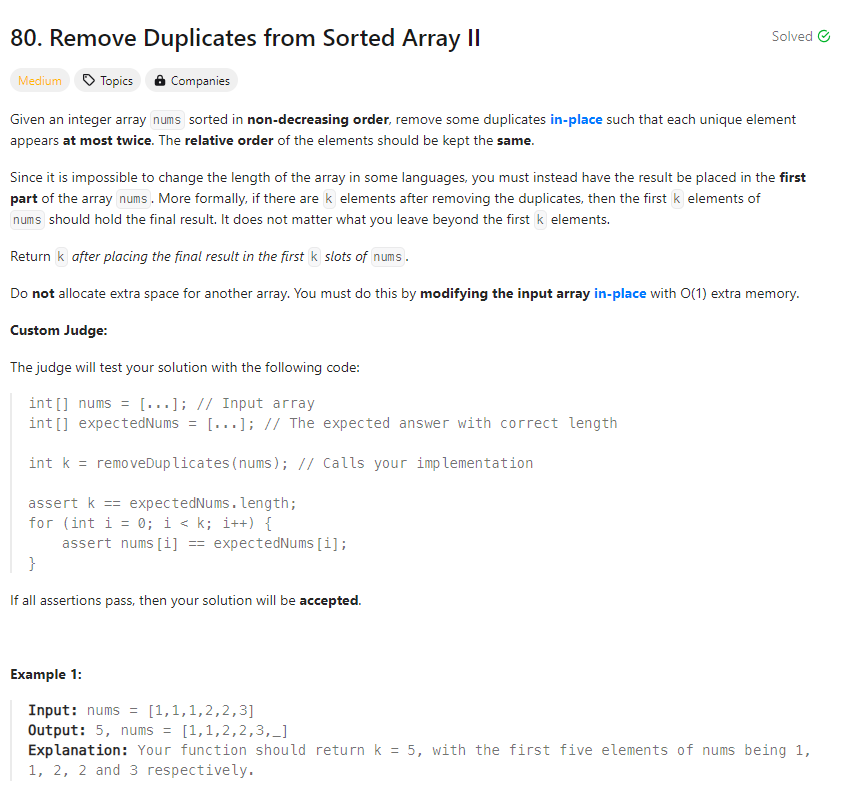 80. Remove Duplicates from Sorted Array II
Solved
Medium
Topics
Companies
Given an integer array nums sorted in non-decreasing order, remove some duplicates in-place such that each unique element
appears at most twice. The relative order of the elements should be kept the same.
Since it is impossible to change the length of the array in some languages, you must instead have the result be placed in the first
part of the array nums. More formally, if there are k elements after removing the duplicates, then the first k elements of
nums should hold the final result. It does not matter what you leave beyond the first k elements.
Return k after placing the final result in the first k slots of nums.
Do not allocate extra space for another array. You must do this by modifying the input array in-place with O(1) extra memory.
Custom Judge:
The judge will test your solution with the following code:
int[] nums = [...]; // Input array
int[] expectedNums = [...]; // The expected answer with correct length
int k = removeDuplicates(nums); // Calls your implementation
assert k == expectedNums.length;
for (int i = 0; i < k; i++) {
    assert nums[i] == expectedNums[i];
}
If all assertions pass, then your solution will be accepted.
Example 1:
Input: nums = [1,1,1,2,2,3]
Output: 5, nums = [1,1,2,2,3,_]
Explanation: Your function should return k = 5, with the first five elements of nums being 1,
1, 2, 2 and 3 respectively.